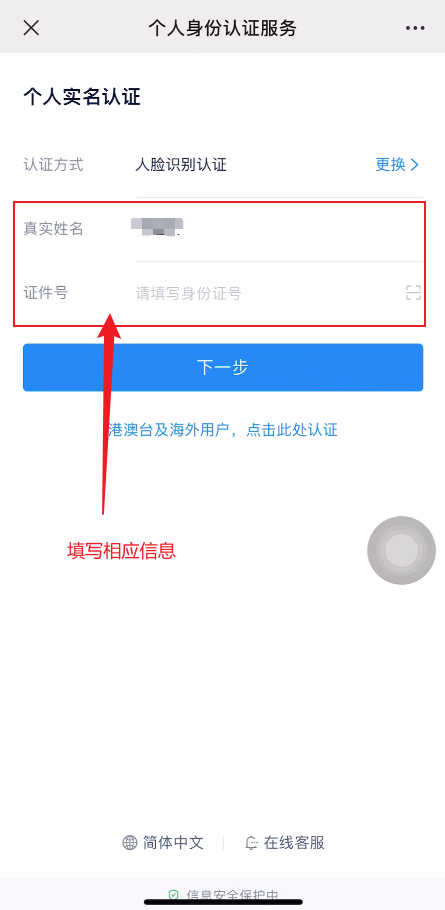 个人身份认证服务
个人实名认证
认证方式 人脸识别认证 更换
真实姓名
证件号 请填写身份证号
下一步
港澳台及海外用户，点击此处认证
填写相应信息
简体中文 在线客服
信息安全保护中